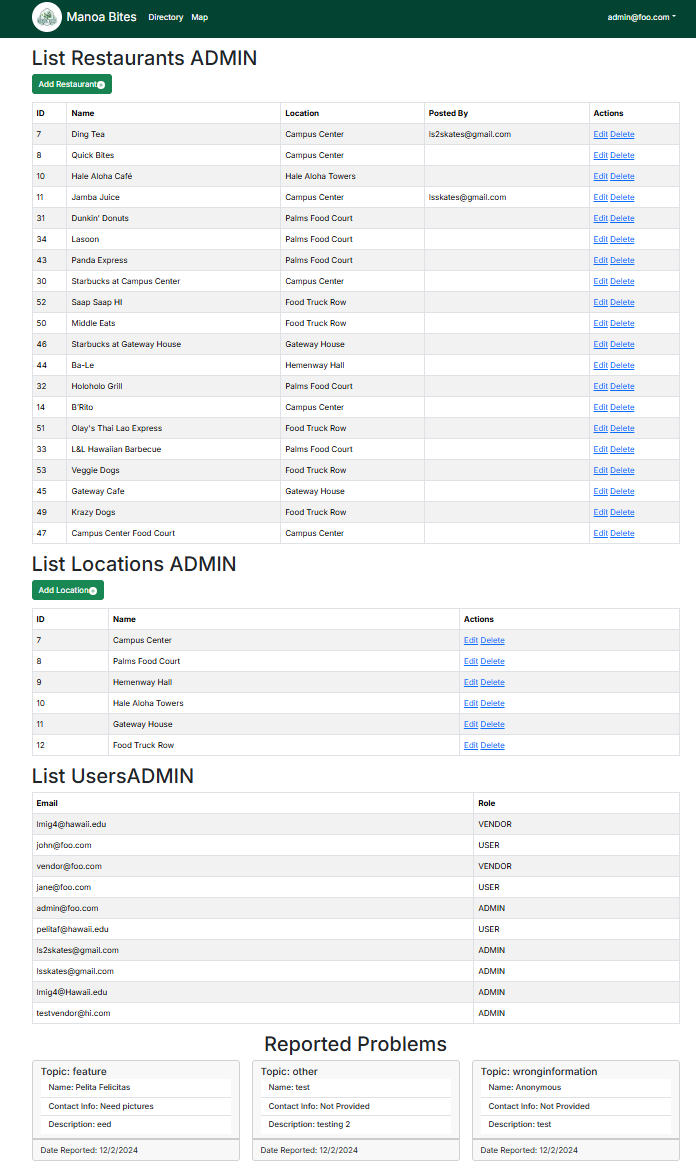 Manoa Bites Directory Map admin@foo.com
List Restaurants ADMIN
Add Restaurant
ID Name Location Posted By Actions
7 Ding Tea Campus Center ls2skates@gmail.com Edit Delete
8 Quick Bites Campus Center Edit Delete
10 Hale Aloha Café Hale Aloha Towers Edit Delete
11 Jamba Juice Campus Center lsskates@gmail.com Edit Delete
31 Dunkin' Donuts Palms Food Court Edit Delete
34 Lasoon Palms Food Court Edit Delete
43 Panda Express Palms Food Court Edit Delete
30 Starbucks at Campus Center Campus Center Edit Delete
52 Saap Saap HI Food Truck Row Edit Delete
50 Middle Eats Food Truck Row Edit Delete
46 Starbucks at Gateway House Gateway House Edit Delete
44 Ba-Le Hemenway Hall Edit Delete
32 Holoholo Grill Palms Food Court Edit Delete
14 B'Rito Campus Center Edit Delete
51 Olay's Thai Lao Express Food Truck Row Edit Delete
33 L&L Hawaiian Barbecue Palms Food Court Edit Delete
53 Veggie Dogs Food Truck Row Edit Delete
45 Gateway Cafe Gateway House Edit Delete
49 Krazy Dogs Food Truck Row Edit Delete
47 Campus Center Food Court Campus Center Edit Delete
List Locations ADMIN
Add Location
ID Name Actions
7 Campus Center Edit Delete
8 Palms Food Court Edit Delete
9 Hemenway Hall Edit Delete
10 Hale Aloha Towers Edit Delete
11 Gateway House Edit Delete
12 Food Truck Row Edit Delete
List UsersADMIN
Email Role
lmig4@hawaii.edu VENDOR
john@foo.com USER
vendor@foo.com VENDOR
jane@foo.com USER
admin@foo.com ADMIN
pelitaf@hawaii.edu USER
ls2skates@gmail.com ADMIN
lsskates@gmail.com ADMIN
lmig4@Hawaii.edu ADMIN
testvendor@hi.com ADMIN
Reported Problems
Topic: feature
Name: Pelita Felicitas
Contact Info: Need pictures
Description: eed
Date Reported: 12/2/2024
Topic: other
Name: test
Contact Info: Not Provided
Description: testing 2
Date Reported: 12/2/2024
Topic: wronginformation
Name: Anonymous
Contact Info: Not Provided
Description: test
Date Reported: 12/2/2024